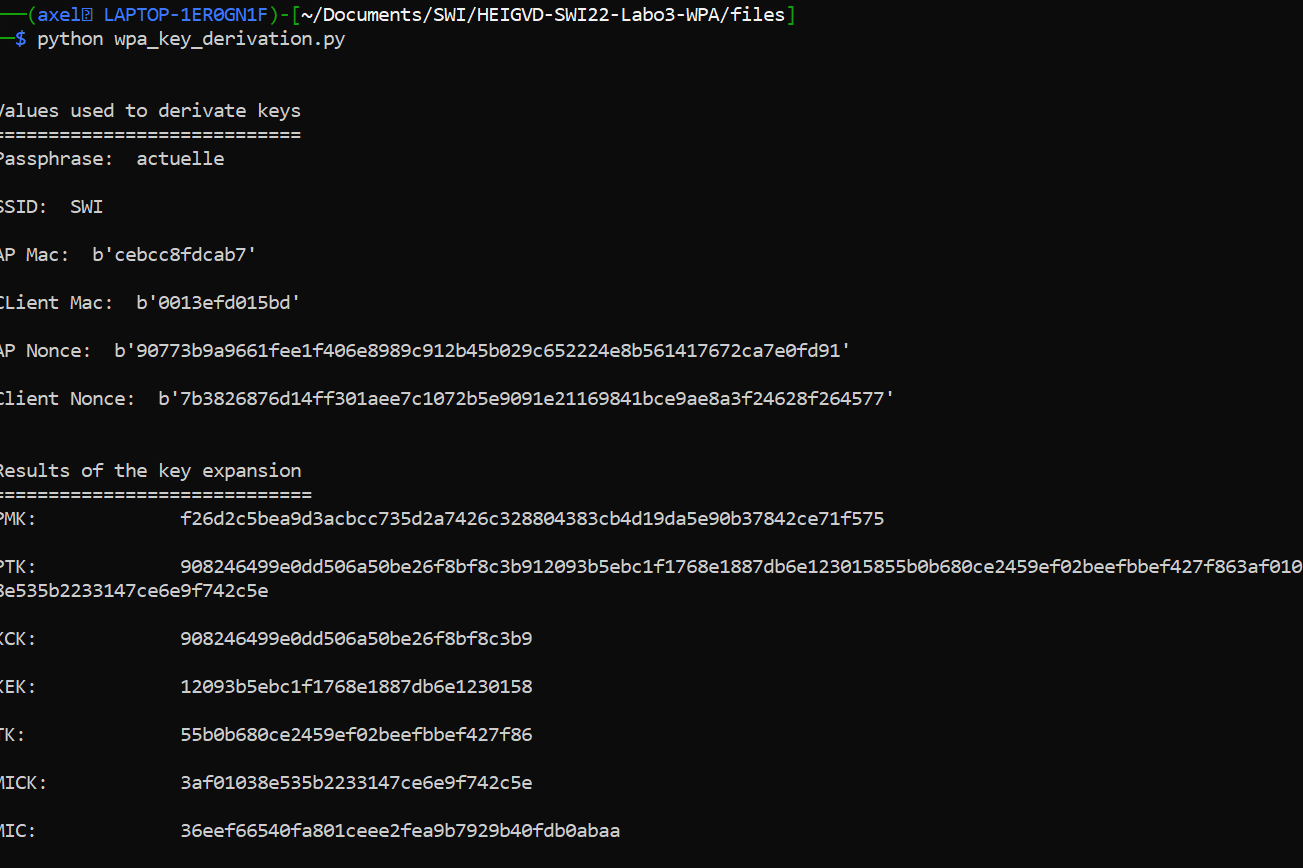 ──(axel LAPTOP-1ER0GN1F)-[~/Documents/SWI/HEIGVD-SWI22-Labo3-WPA/files]
─$ python wpa_key_derivation.py
Values used to derivate keys
============================
Passphrase:  actuelle
SSID:  SWI
AP Mac:  b'cebcc8fdcab7'
CLient Mac:  b'0013efd015bd'
AP Nonce:  b'90773b9a9661fee1f406e8989c912b45b029c652224e8b561417672ca7e0fd91'
Client Nonce:  b'7b3826876d14ff301aee7c1072b5e9091e21169841bce9ae8a3f24628f264577'
Results of the key expansion
=============================
PMK:             f26d2c5bea9d3acbcc735d2a7426c328804383cb4d19da5e90b37842ce71f575
PTK:             908246499e0dd506a50be26f8bf8c3b912093b5ebc1f1768e1887db6e123015855b0b680ce2459ef02beefbbef427f863af010
8e535b2233147ce6e9f742c5e
KCK:             908246499e0dd506a50be26f8bf8c3b9
KEK:             12093b5ebc1f1768e1887db6e1230158
TK:              55b0b680ce2459ef02beefbbef427f86
MICK:            3af01038e535b2233147ce6e9f742c5e
MIC:             36eef66540fa801ceee2fea9b7929b40fdb0abaa